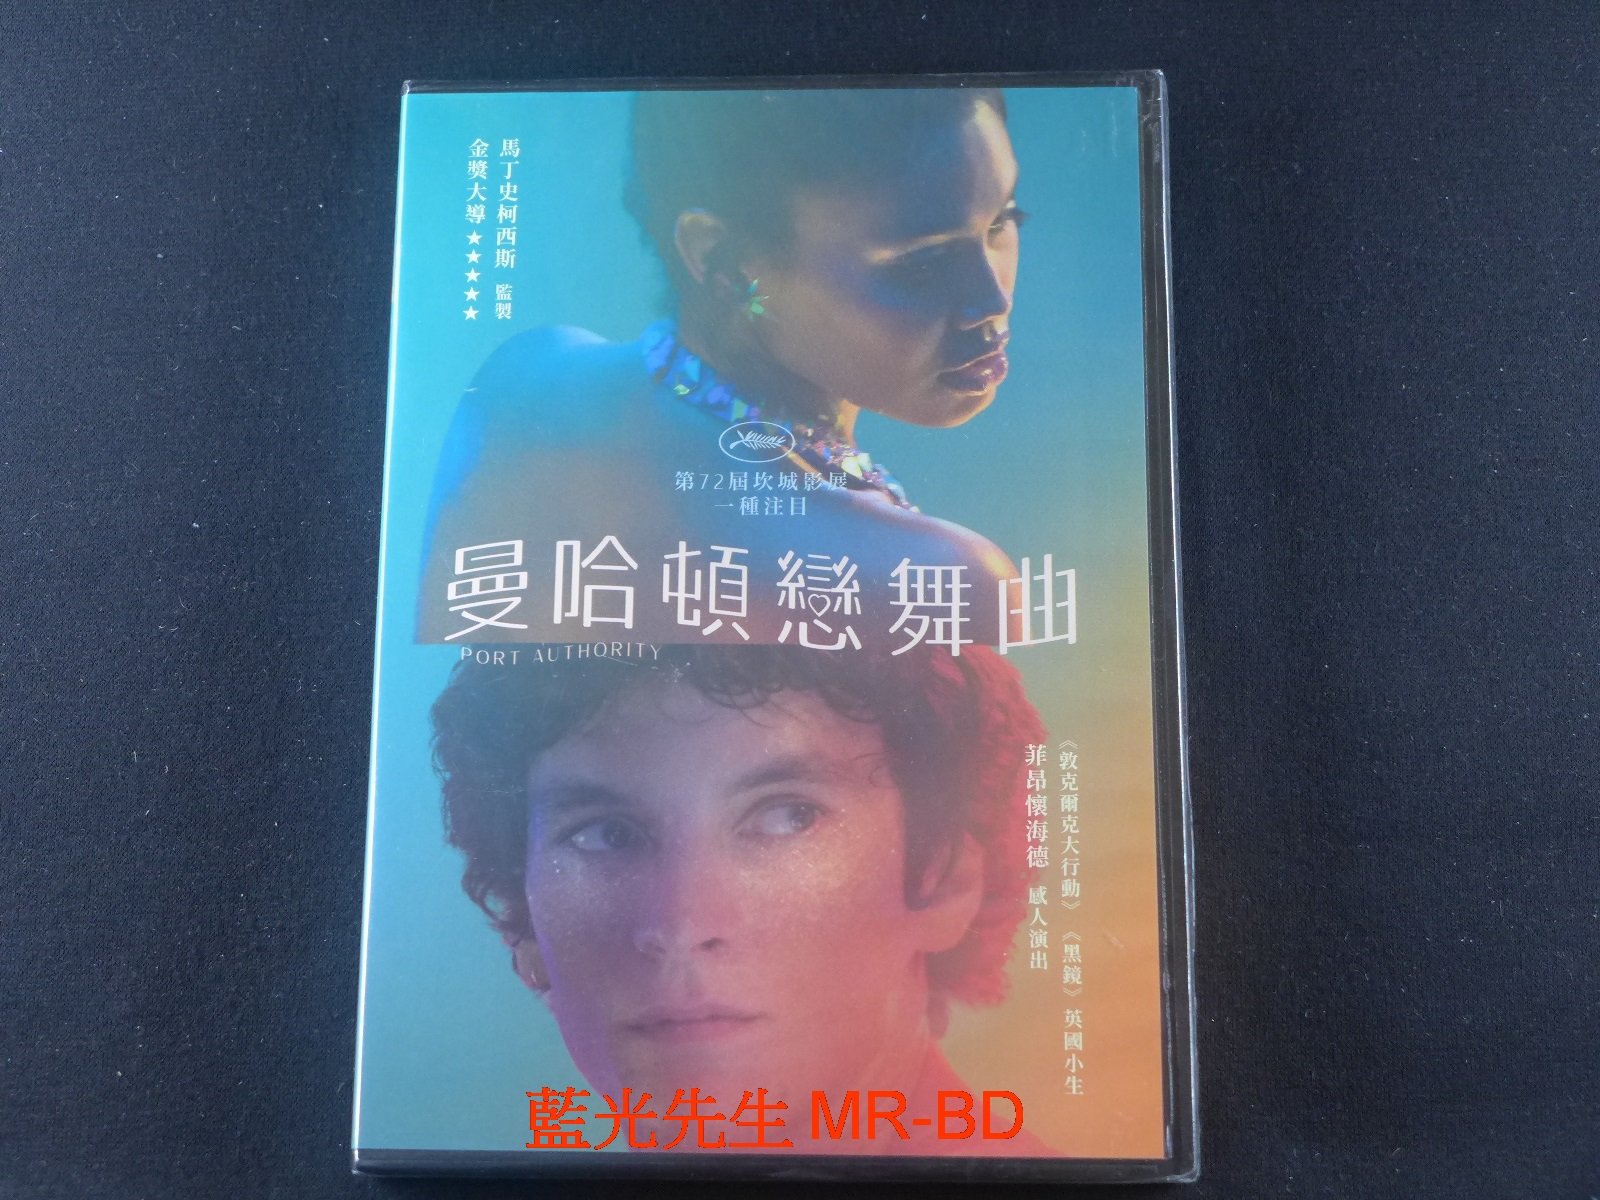 馬丁史柯西斯 監製
金獎大導★★★★★
第72屆坎城影展
一種注目
曼哈頓戀舞曲
PORT AUTHORITY
《敦克爾克大行動》《黑鏡》英國小生
菲昂懷海德 感人演出
藍光先生 MR-BD